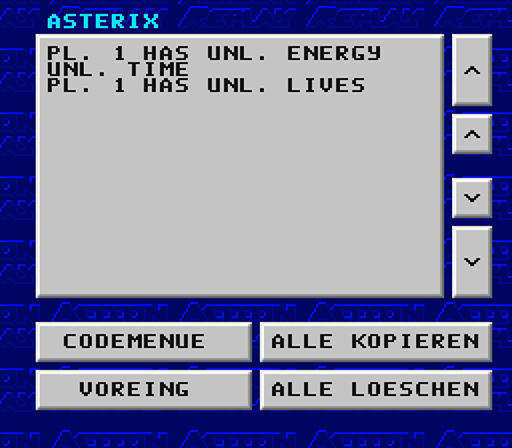 ASTERIX
PL. 1 HAS UNL. ENERGY
UNL. TIME
PL. 1 HAS UNL. LIVES
CODEMENUE
ALLE KOPIEREN
VOREING
ALLE LOESCHEN